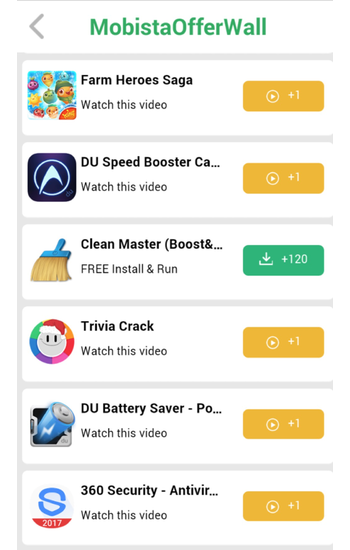 MobistaOfferWall
Farm Heroes Saga
Watch this video
+1
DU Speed Booster Ca...
Watch this video
+1
Clean Master (Boost&...
FREE Install & Run
+120
Trivia Crack
Watch this video
+1
DU Battery Saver - Po...
Watch this video
+1
360 Security - Antivir...
Watch this video
+1
2017